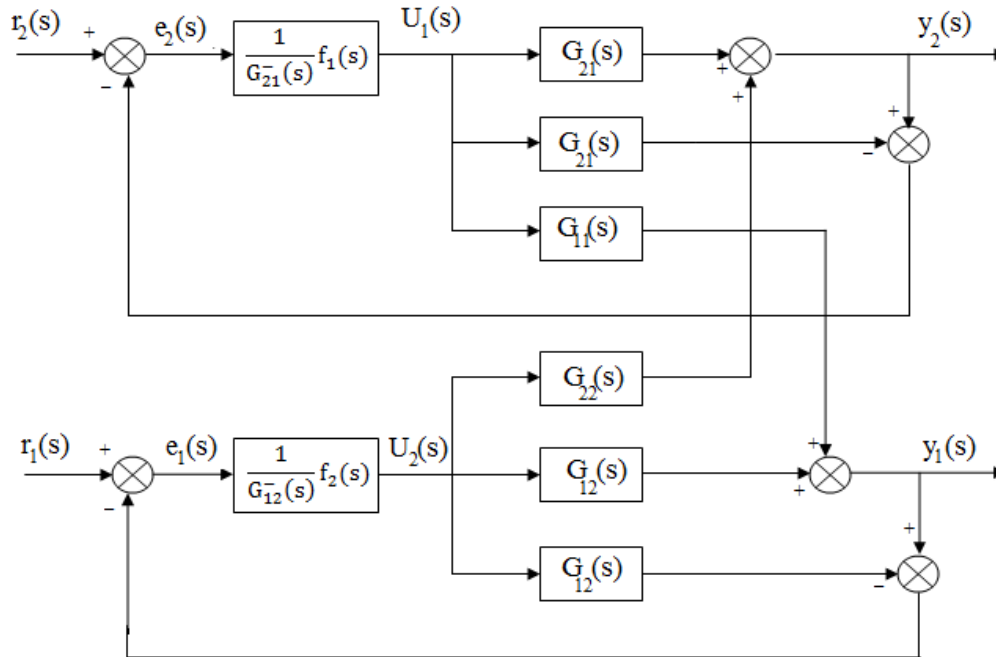 r₂(s)
+
−
e₂(s)
1
G₂₁⁻(s)
f₁(s)
U₁(s)
G₂₁(s)
+
+
y₂(s)
+
−
G₂₁(s)
G₁₁(s)
G₂₂(s)
r₁(s)
+
−
e₁(s)
1
G₁₂⁻(s)
f₂(s)
U₂(s)
G₁₂(s)
+
+
y₁(s)
+
−
G₁₂(s)